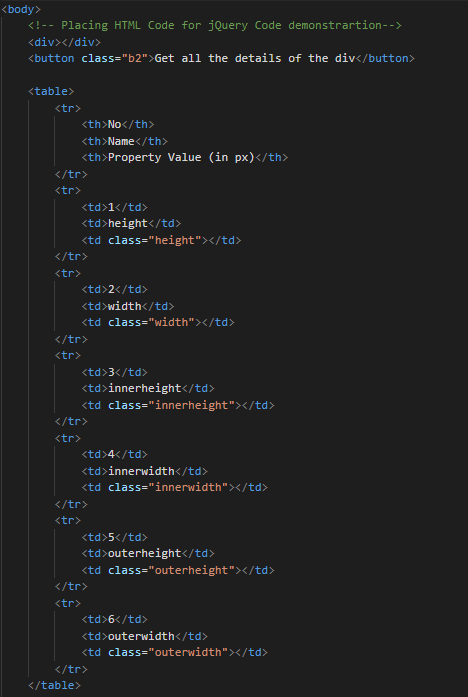 <body>
<!-- Placing HTML Code for jQuery Code demonstrartion-->
<div></div>
<button class="b2">Get all the details of the div</button>
<table>
<tr>
<th>No</th>
<th>Name</th>
<th>Property Value (in px)</th>
</tr>
<tr>
<td>1</td>
<td>height</td>
<td class="height"></td>
</tr>
<tr>
<td>2</td>
<td>width</td>
<td class="width"></td>
</tr>
<tr>
<td>3</td>
<td>innerheight</td>
<td class="innerheight"></td>
</tr>
<tr>
<td>4</td>
<td>innerwidth</td>
<td class="innerwidth"></td>
</tr>
<tr>
<td>5</td>
<td>outerheight</td>
<td class="outerheight"></td>
</tr>
<tr>
<td>6</td>
<td>outerwidth</td>
<td class="outerwidth"></td>
</tr>
</table>